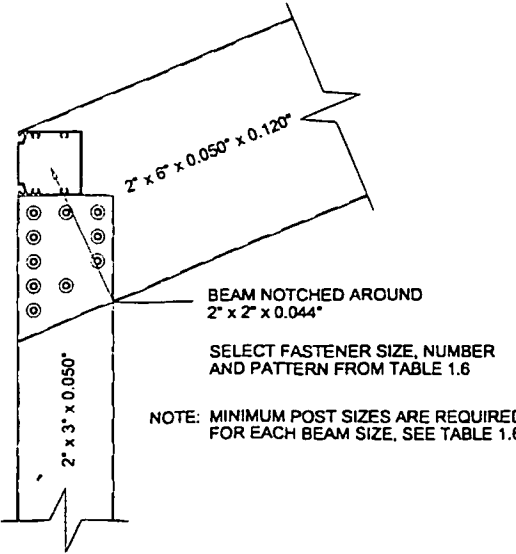 2" x 6" x 0.050" x 0.120"
BEAM NOTCHED AROUND
2" x 2" x 0.044"
SELECT FASTENER SIZE, NUMBER
AND PATTERN FROM TABLE 1.6
2" x 3" x 0.050"
NOTE: MINIMUM POST SIZES ARE REQUIRED
FOR EACH BEAM SIZE, SEE TABLE 1.6